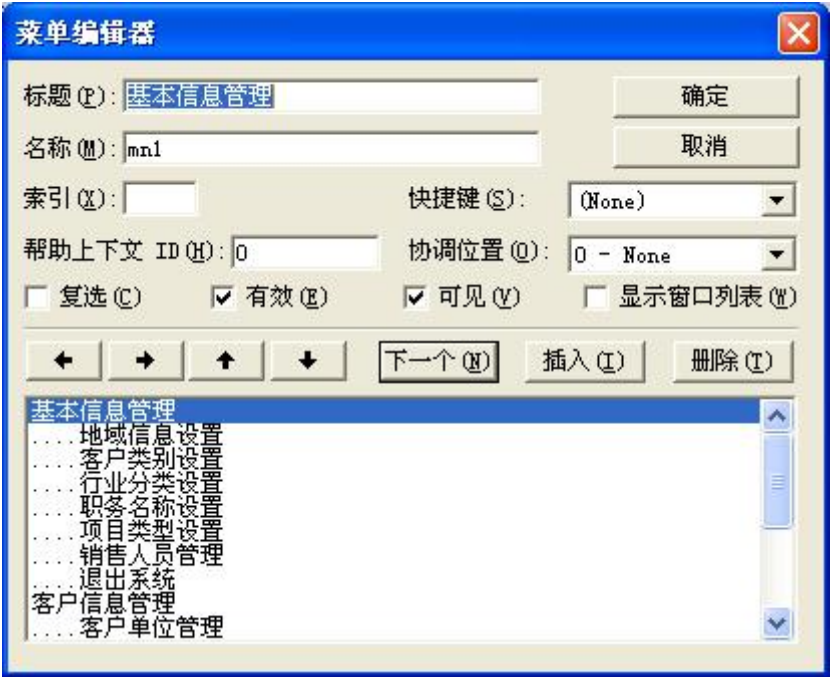 菜单编辑器
标题(P): 基本信息管理 确定
名称(M): mn1 取消
索引(X): 快捷键(S): (None)
帮助上下文 ID(H): 0 协调位置(O): 0 - None
复选(C) 有效(E) 可见(V) 显示窗口列表(W)
下一个(N) 插入(I) 删除(T)
基本信息管理
....地域信息设置
....客户类别设置
....行业分类设置
....职务名称设置
....项目类型设置
....销售人员管理
....退出系统
客户信息管理
....客户单位管理